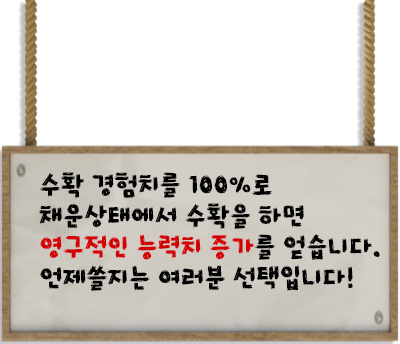 수확 경험치를 100%로
채운상태에서 수확을 하면
영구적인 능력치 증가를 얻습니다.
언제쓸지는 여러분 선택입니다!